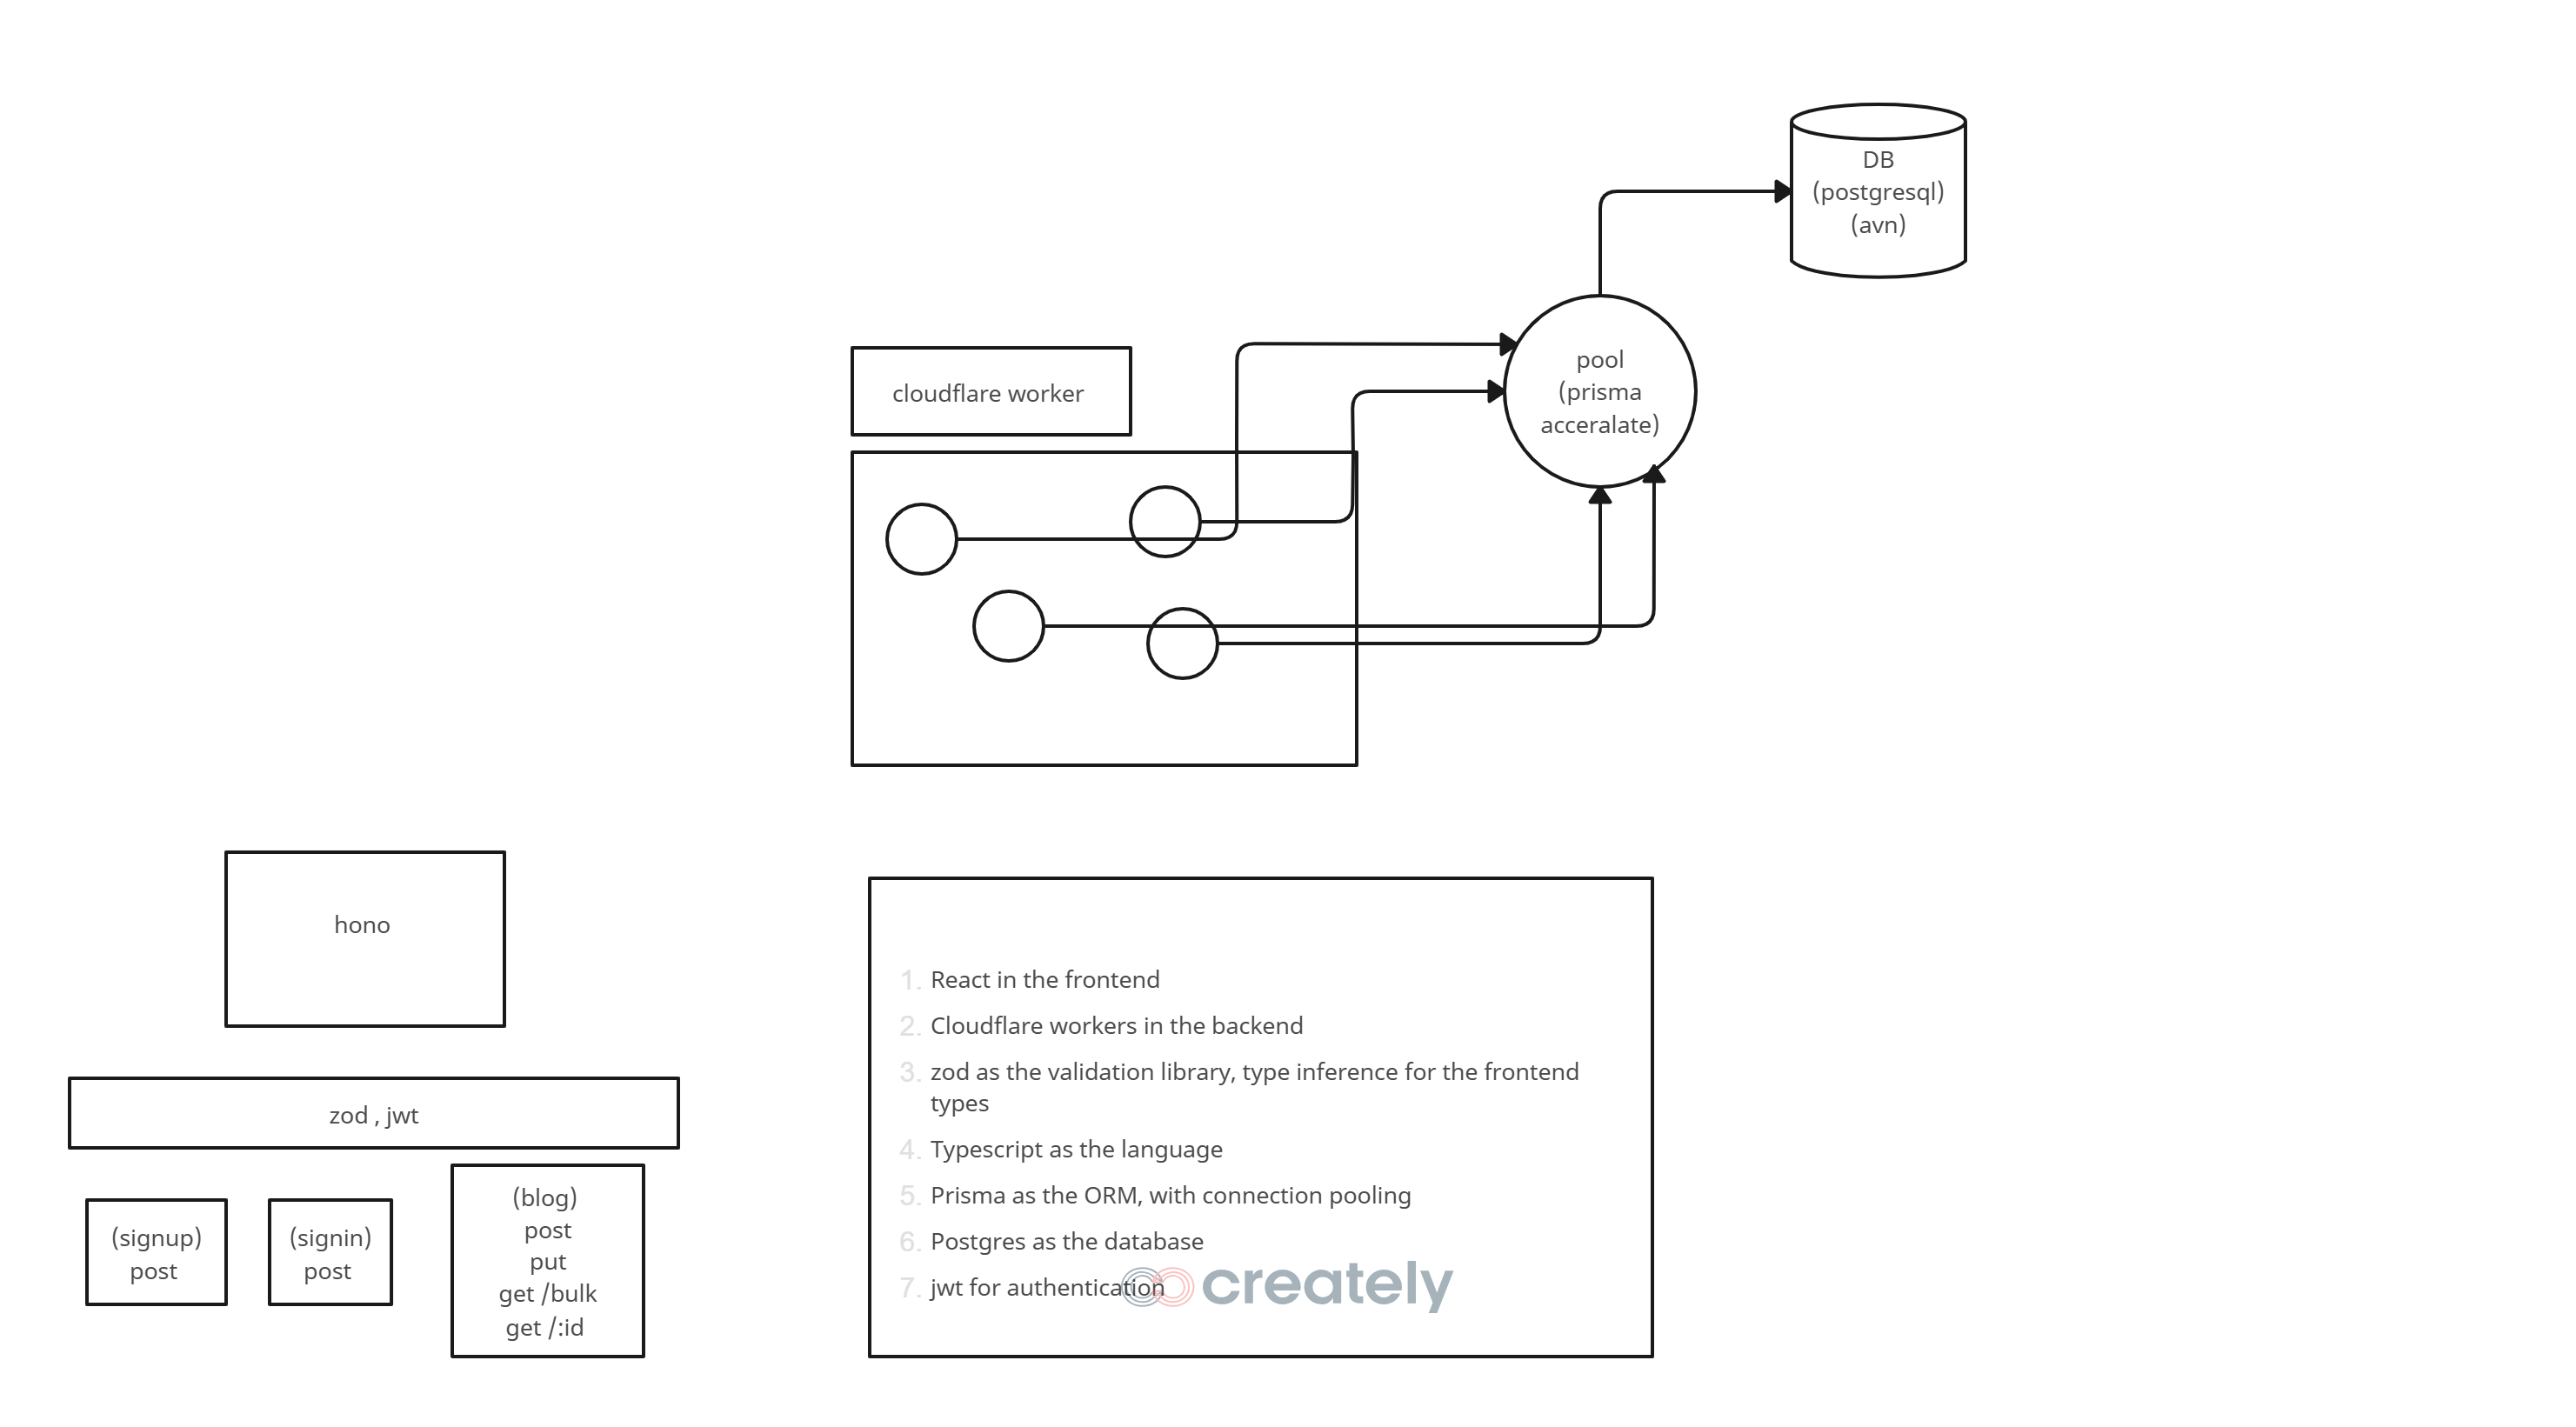 DB
(postgresql)
(avn)
pool
(prisma
acceralate)
cloudflare worker
hono
zod , jwt
(signup)
post
(signin)
post
(blog)
post
put
get /bulk
get /:id
1. React in the frontend
2. Cloudflare workers in the backend
3. zod as the validation library, type inference for the frontend
types
4. Typescript as the language
5. Prisma as the ORM, with connection pooling
6. Postgres as the database
7. jwt for authentication
creately